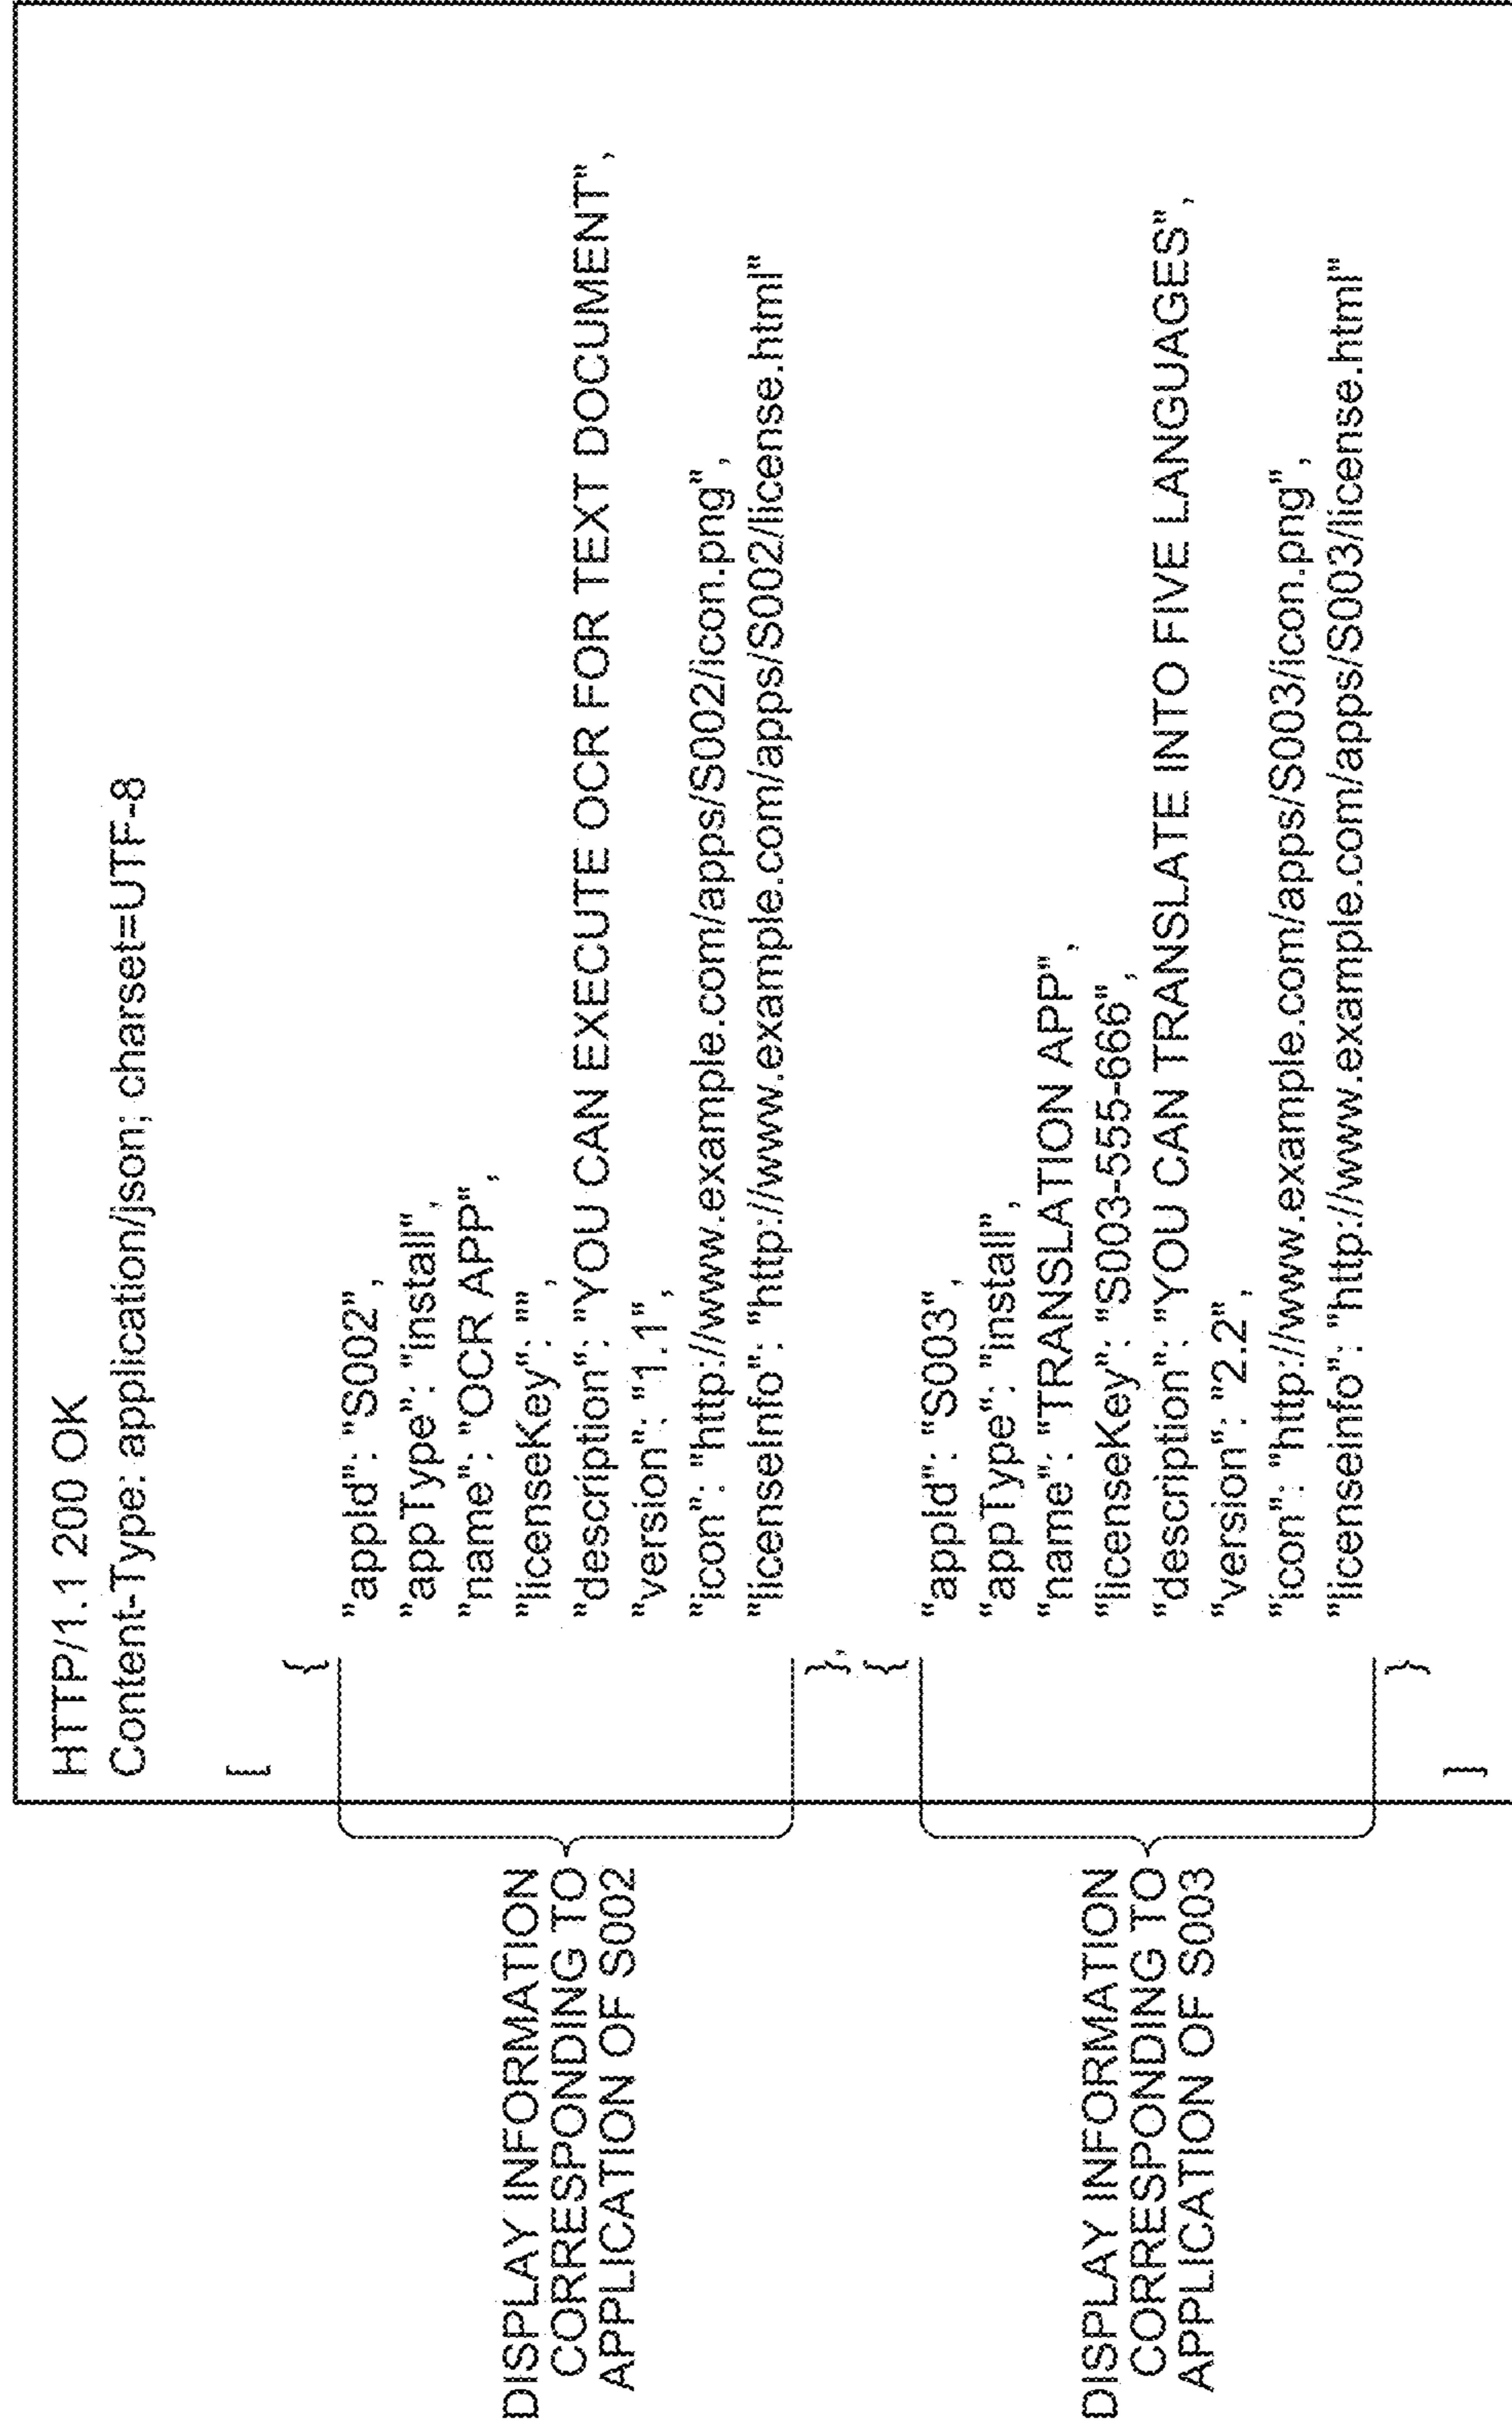 HTTP/1.1 200 OK
Content-Type: application/json; charset=UTF-8
[
{
"appId": "S002",
"appType": "install",
"name": "OCR APP",
"licenseKey": "",
"description": "YOU CAN EXECUTE OCR FOR TEXT DOCUMENT",
"version": "1.1",
"icon": "http://www.example.com/apps/S002/icon.png",
"licenseInfo": "http://www.example.com/apps/S002/license.html"
},
{
"appId": "S003",
"appType": "install",
"name": "TRANSLATION APP",
"licenseKey": "S003-555-666",
"description": "YOU CAN TRANSLATE INTO FIVE LANGUAGES",
"version": "2.2",
"icon": "http://www.example.com/apps/S003/icon.png",
"licenseinfo": "http://www.example.com/apps/S003/license.html"
}
]
DISPLAY INFORMATION
CORRESPONDING TO
APPLICATION OF S002
DISPLAY INFORMATION
CORRESPONDING TO
APPLICATION OF S003